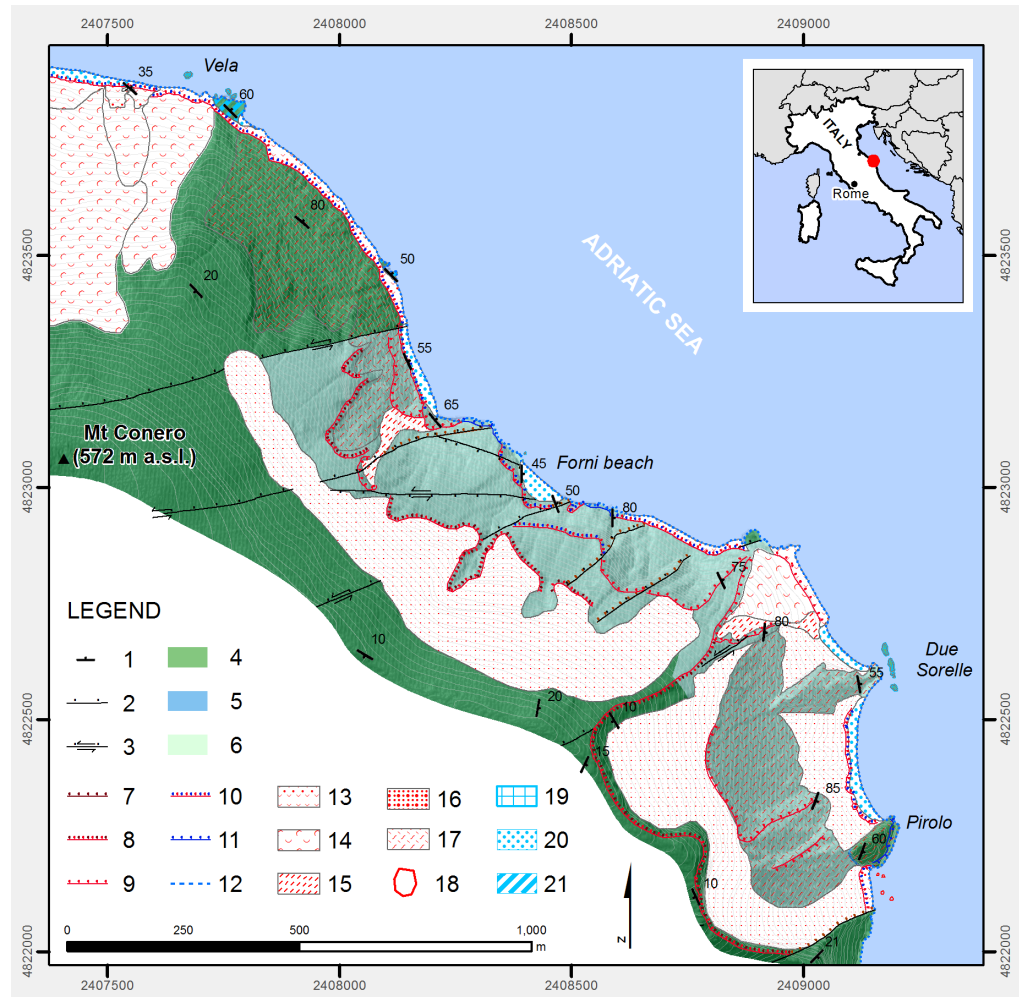 2407500 2408000 2408500 2409000
Vela
35
60
80
20
50
55
65
ITALY
Rome
ADRIATIC SEA
4823500 4823500
Mt Conero
(572 m a.s.l.)
45
Forni beach
50
80
4823000 4823000
75
80
10
20
10
15
55
85
60
10
21
Due
Sorelle
Pirolo
4822500 4822500
LEGEND
1 4
2 5
3 6
7 10 13 16 19
8 11 14 17 20
9 12 15 18 21
0 250 500 1,000
m
N
4822000 4822000
2407500 2408000 2408500 2409000